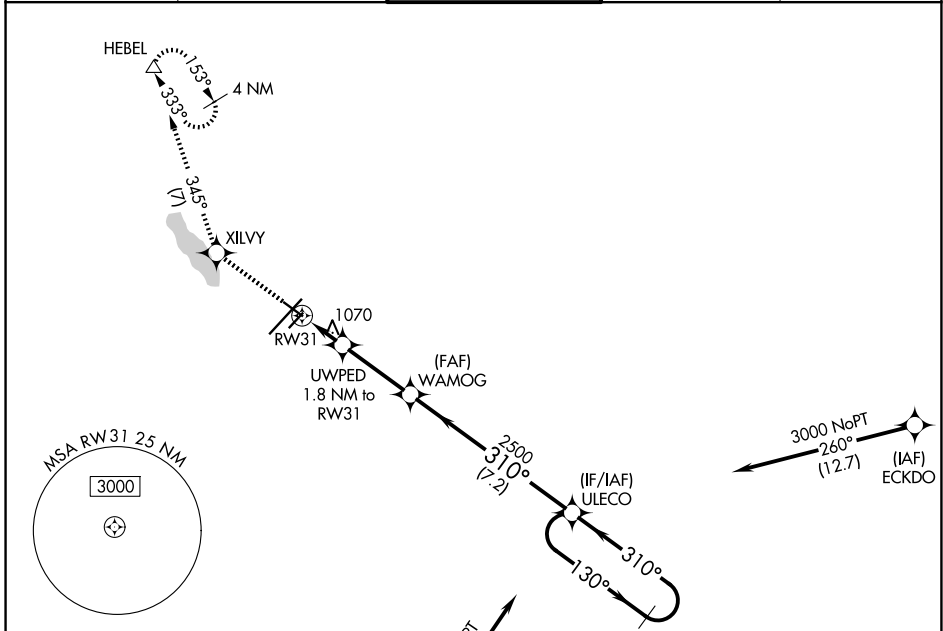 HEBEL
153°
4 NM
333°
345°
(7)
XILVY
1070
RW31
UWPED
1.8 NM to
RW31
(FAF)
WAMOG
MSA RW31 25 NM
3000
2500
310°
(7.2)
(IF/IAF)
ULECO
3000 NoPT
260°
(12.7)
(IAF)
ECKDO
310°
130°